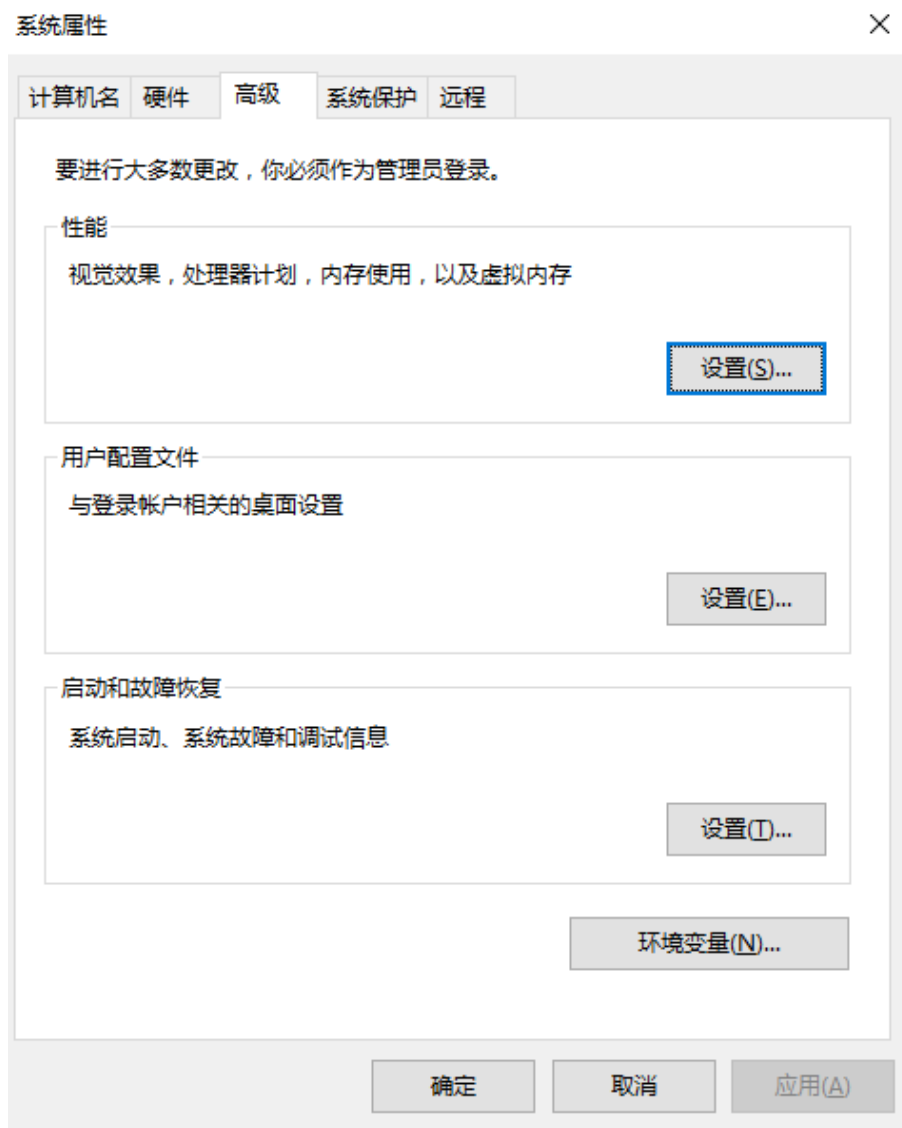 系统属性
计算机名 硬件 高级 系统保护 远程
要进行大多数更改，你必须作为管理员登录。
性能
视觉效果，处理器计划，内存使用，以及虚拟内存
设置(S)...
用户配置文件
与登录帐户相关的桌面设置
设置(E)...
启动和故障恢复
系统启动、系统故障和调试信息
设置(T)...
环境变量(N)...
确定 取消 应用(A)